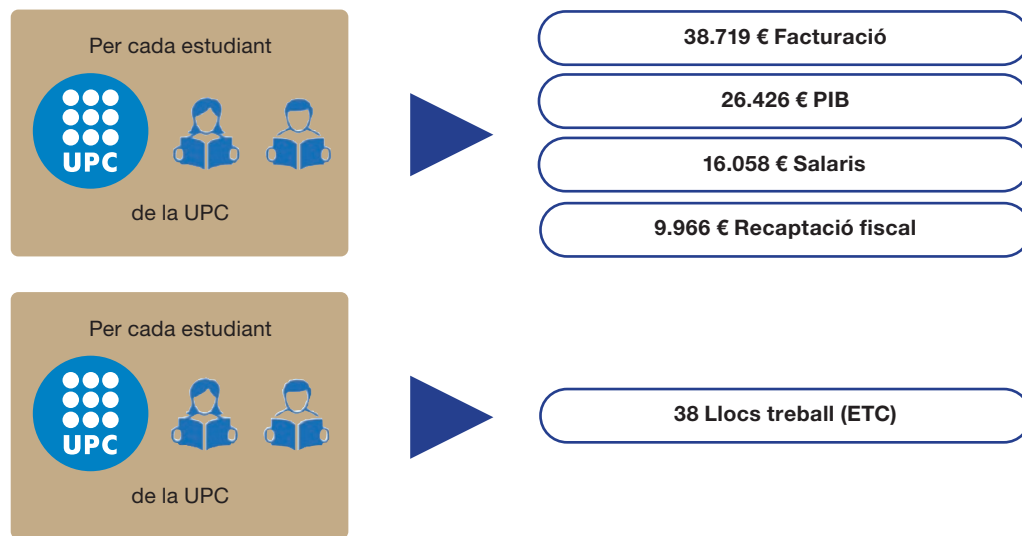 Per cada estudiant
UPC
de la UPC
38.719 € Facturació
26.426 € PIB
16.058 € Salaris
9.966 € Recaptació fiscal
Per cada estudiant
UPC
de la UPC
38 Llocs treball (ETC)